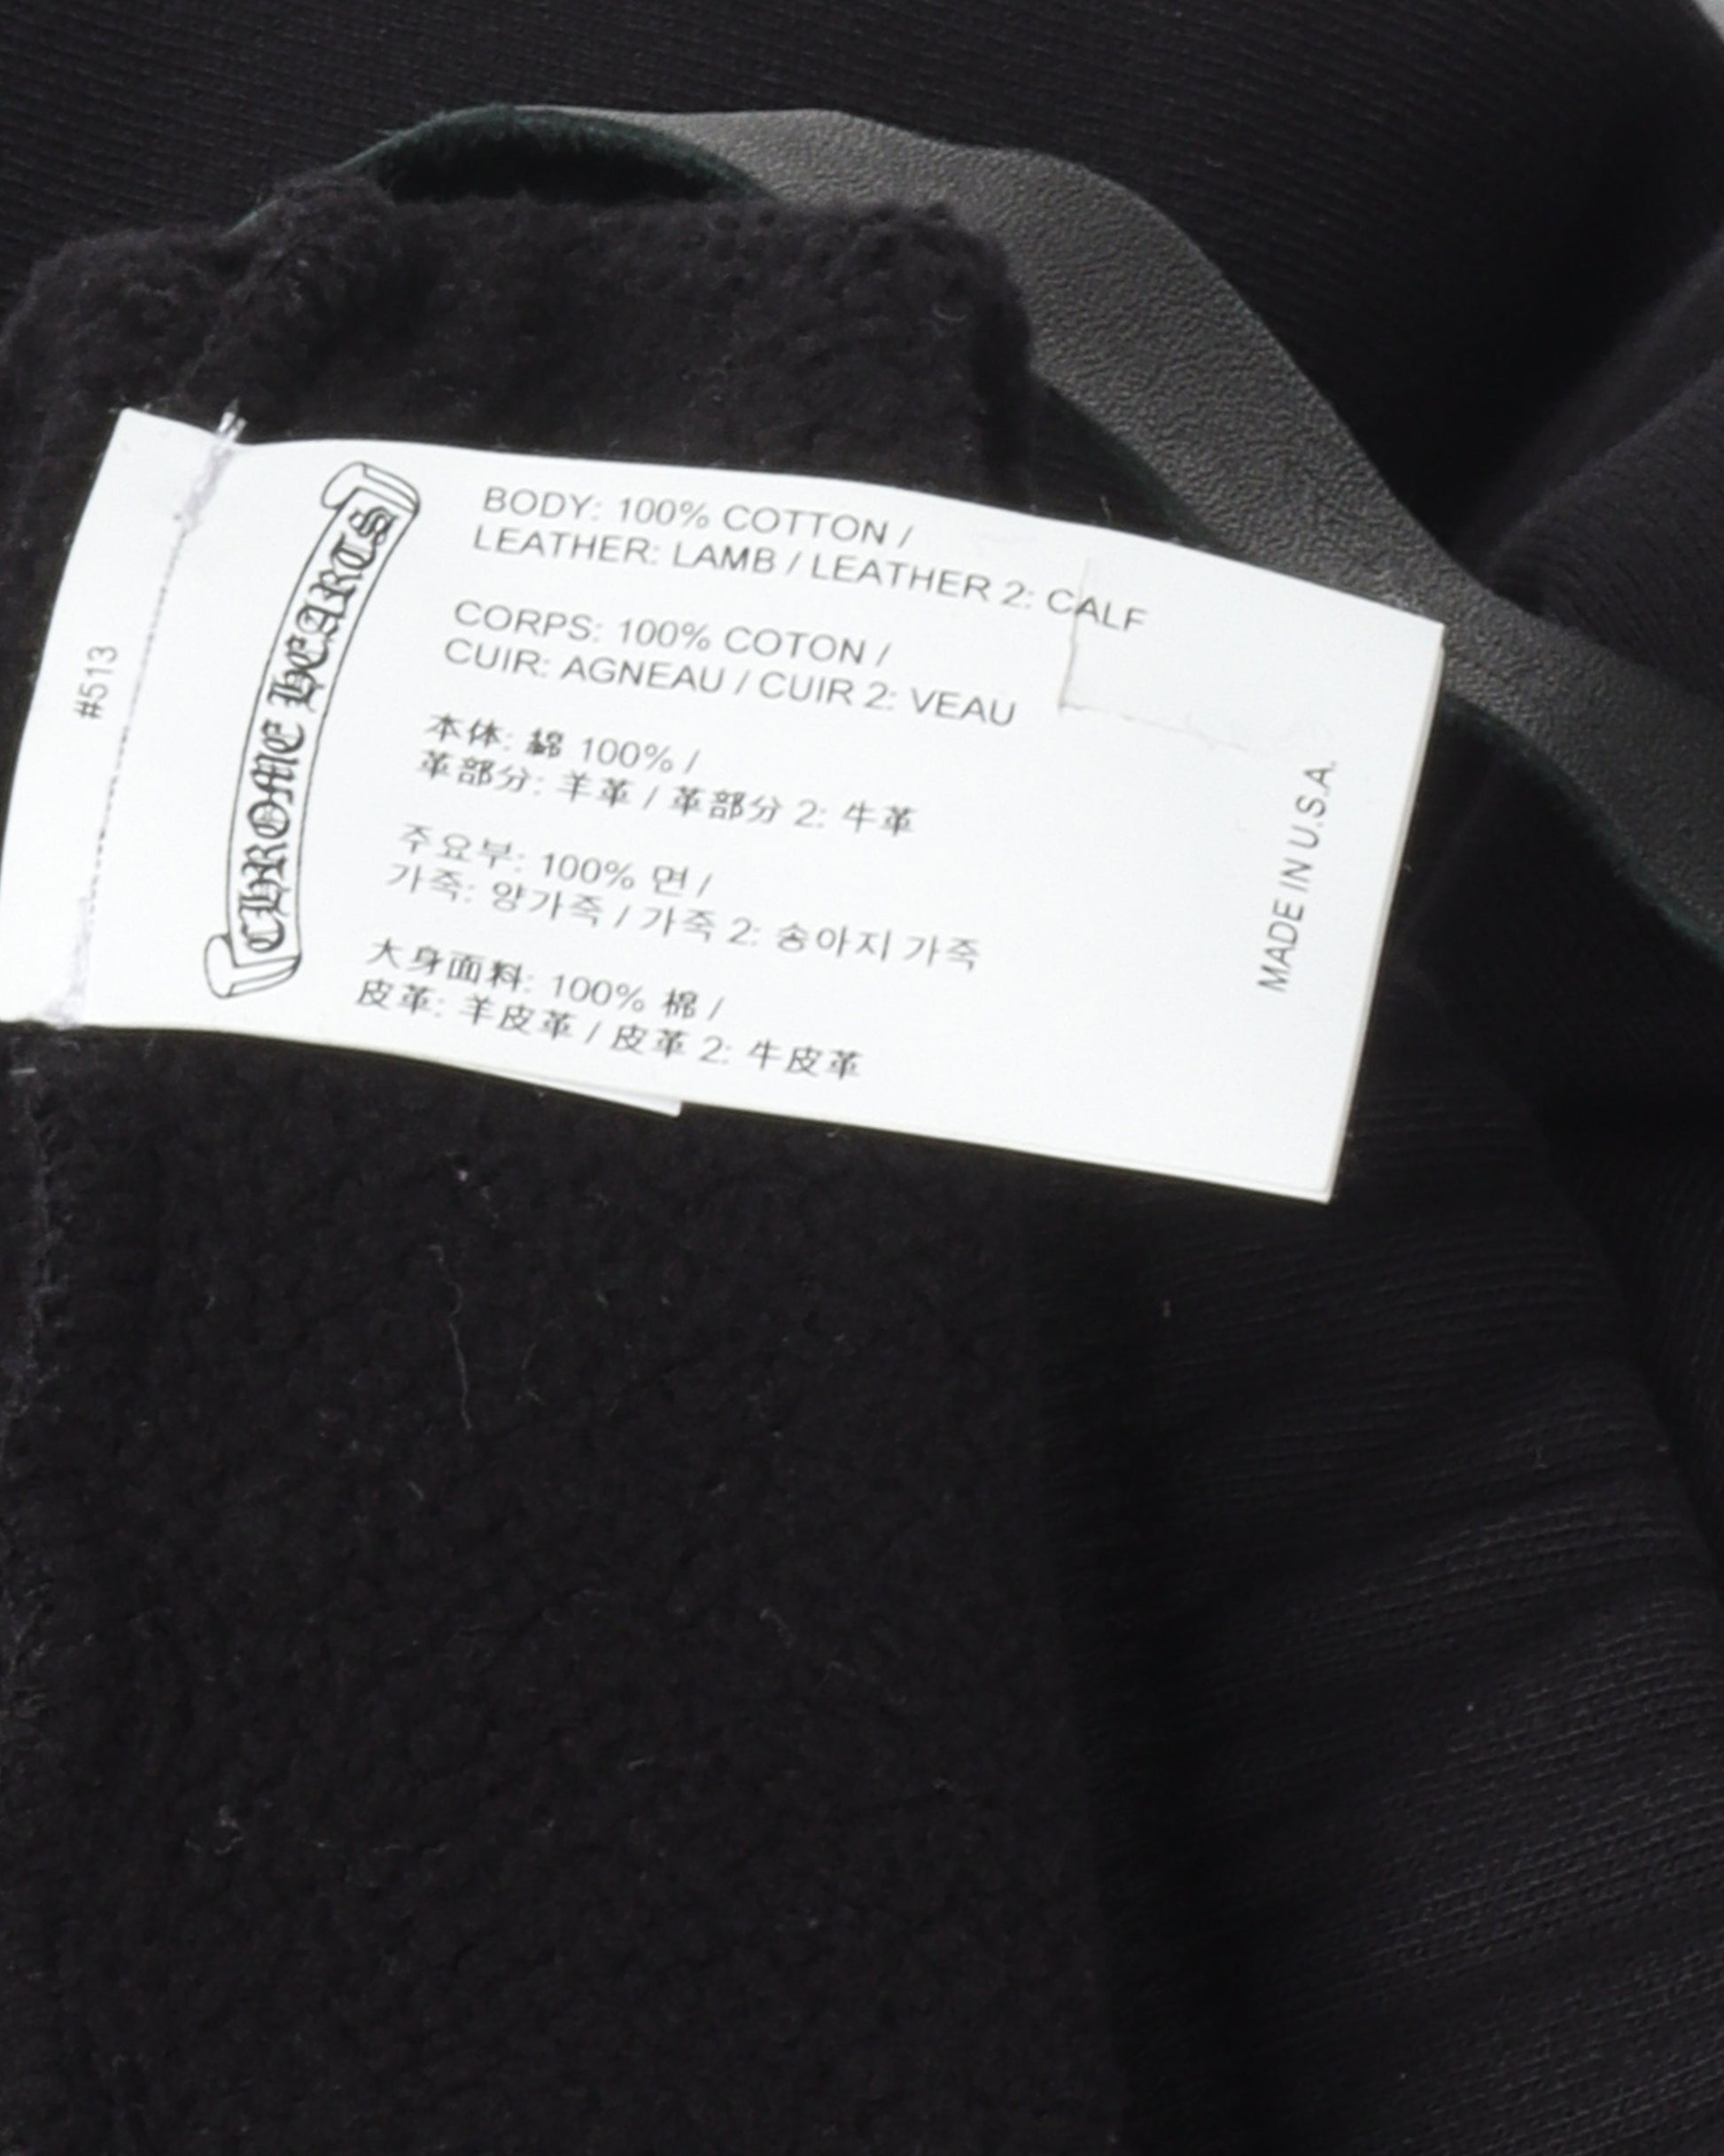 #513
CHROME HEARTS
BODY: 100% COTTON /
LEATHER: LAMB / LEATHER 2: CALF
CORPS: 100% COTON /
CUIR: AGNEAU / CUIR 2: VEAU
本体: 綿 100% /
革部分: 羊革 / 革部分 2: 牛革
주요부: 100% 면 /
가죽: 양가죽 / 가죽 2: 송아지 가죽
大身面料: 100% 棉 /
皮革: 羊皮革 / 皮革 2: 牛皮革
MADE IN U.S.A.